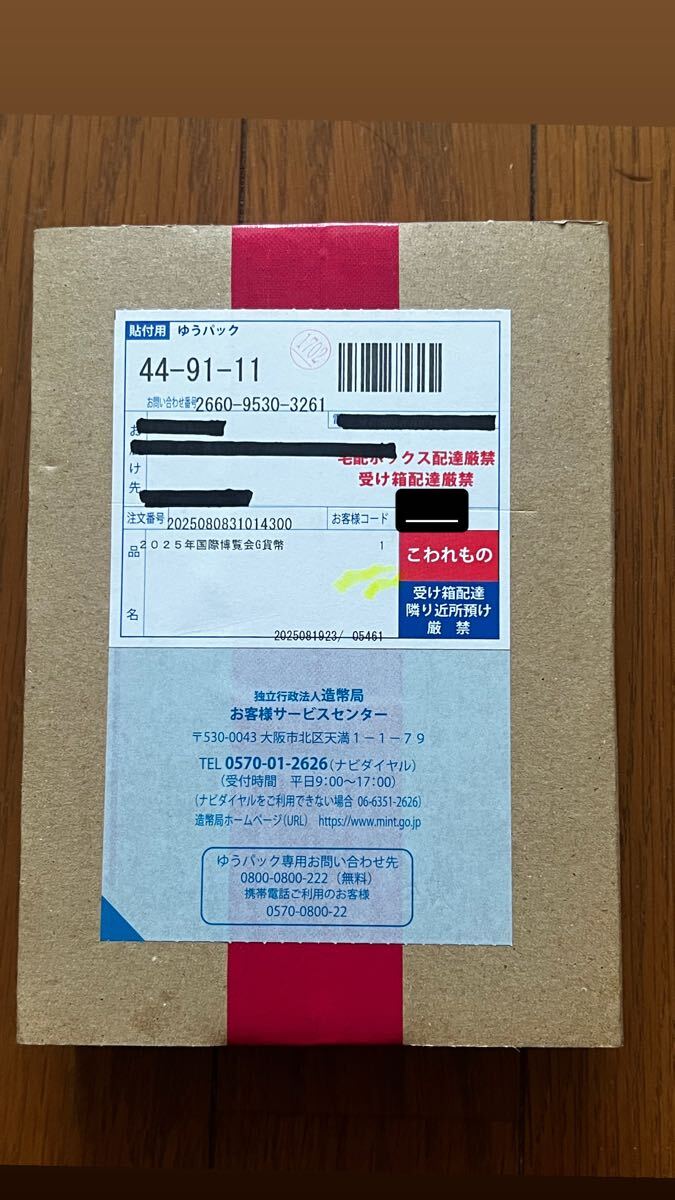 貼付用 ゆうパック
1702
44-91-11
お問い合わせ番号2660-9530-3261
お届け先
宅配ボックス配達厳禁
受け箱配達厳禁
注文番号 2025080831014300 お客様コード
品名 2025年国際博覧会G貨幣 1
こわれもの
受け箱配達
隣り近所預け
厳禁
2025081923/ 05461
独立行政法人造幣局
お客様サービスセンター
〒530-0043 大阪市北区天満1-1-79
TEL 0570-01-2626(ナビダイヤル)
(受付時間 平日9:00〜17:00)
(ナビダイヤルをご利用できない場合 06-6351-2626)
造幣局ホームページ(URL) https://www.mint.go.jp
ゆうパック専用お問い合わせ先
0800-0800-222(無料)
携帯電話ご利用のお客様
0570-0800-22